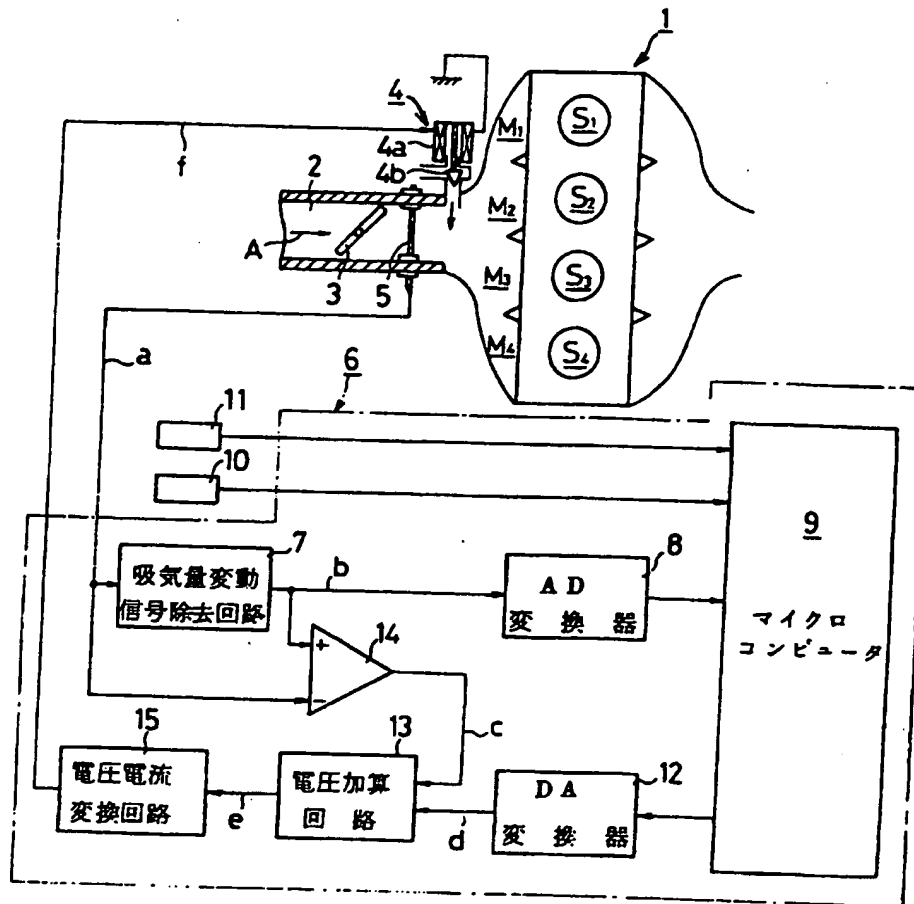 1
4
M₁
S₁
4a
f
4b
2
M₂
S₂
A
M₃
S₃
3
5
M₄
S₄
a
6
11
10
9
7
8
b
吸気量変動
信号除去回路
AD
変換器
マイクロ
コンピュータ
14
+
-
c
15
13
12
電圧電流
変換回路
e
電圧加算
回路
d
DA
変換器